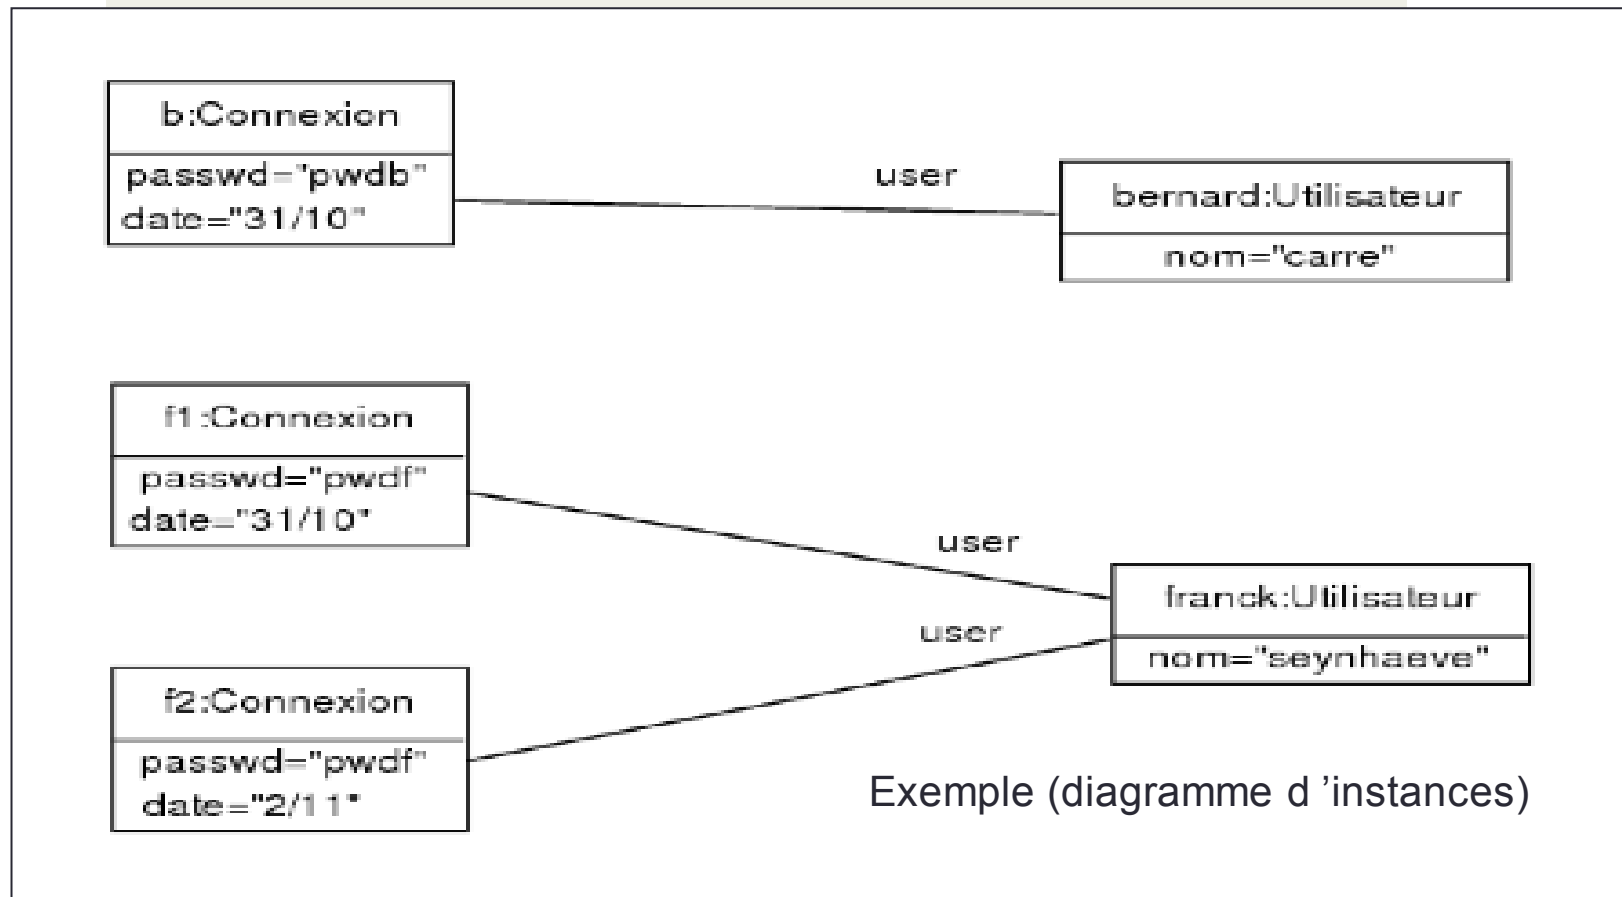 b:Connexion
passwd="pwdb"
date="31/10"
user
bernard:Utilisateur
nom="carre"
f1:Connexion
passwd="pwdf"
date="31/10"
user
franck:Utilisateur
nom="seynhaeve"
user
f2:Connexion
passwd="pwdf"
date="2/11"
Exemple (diagramme d ’instances)